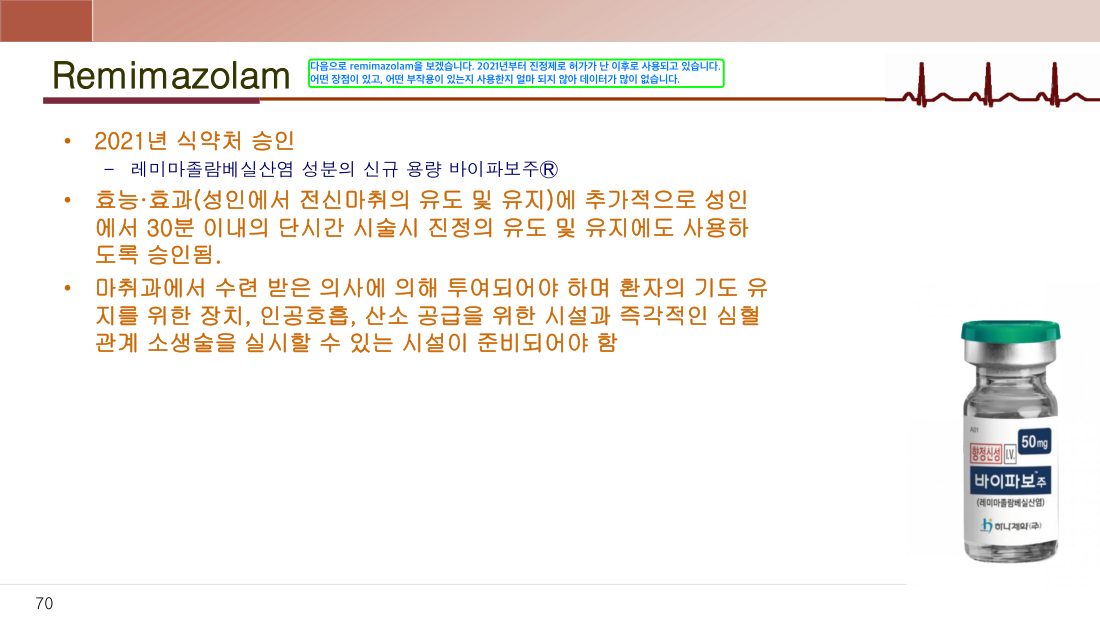 Remimazolam
다음으로 remimazolam을 보겠습니다. 2021년부터 진정제로 허가가 난 이후로 사용되고 있습니다.
어떤 장점이 있고, 어떤 부작용이 있는지 사용한지 얼마 되지 않아 데이터가 많이 없습니다.
• 2021년 식약처 승인
– 레미마졸람베실산염 성분의 신규 용량 바이파보주®
• 효능·효과(성인에서 전신마취의 유도 및 유지)에 추가적으로 성인
에서 30분 이내의 단시간 시술시 진정의 유도 및 유지에도 사용하
도록 승인됨.
• 마취과에서 수련 받은 의사에 의해 투여되어야 하며 환자의 기도 유
지를 위한 장치, 인공호흡, 산소 공급을 위한 시설과 즉각적인 심혈
관계 소생술을 실시할 수 있는 시설이 준비되어야 함
A01
50mg
향정신성 I.V.
바이파보주
(레미마졸람베실산염)
하나제약(주)
70